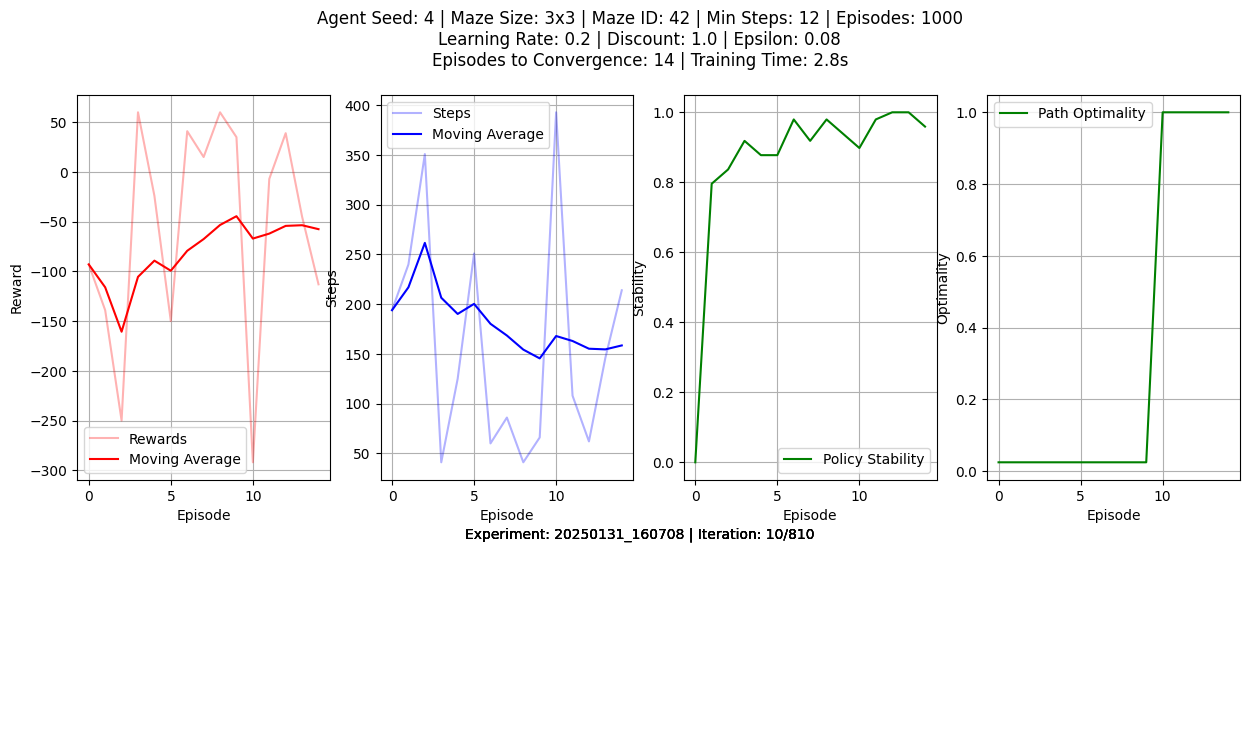 Agent Seed: 4 | Maze Size: 3x3 | Maze ID: 42 | Min Steps: 12 | Episodes: 1000
Learning Rate: 0.2 | Discount: 1.0 | Epsilon: 0.08
Episodes to Convergence: 14 | Training Time: 2.8s
Reward
50
0
−50
−100
−150
−200
−250
−300
Rewards
Moving Average
0
5
10
Episode
Steps
400
350
300
250
200
150
100
50
Steps
Moving Average
0
5
10
Episode
Stability
1.0
0.8
0.6
0.4
0.2
0.0
Policy Stability
0
5
10
Episode
Optimality
1.0
0.8
0.6
0.4
0.2
0.0
Path Optimality
0
5
10
Episode
Experiment: 20250131_160708 | Iteration: 10/810